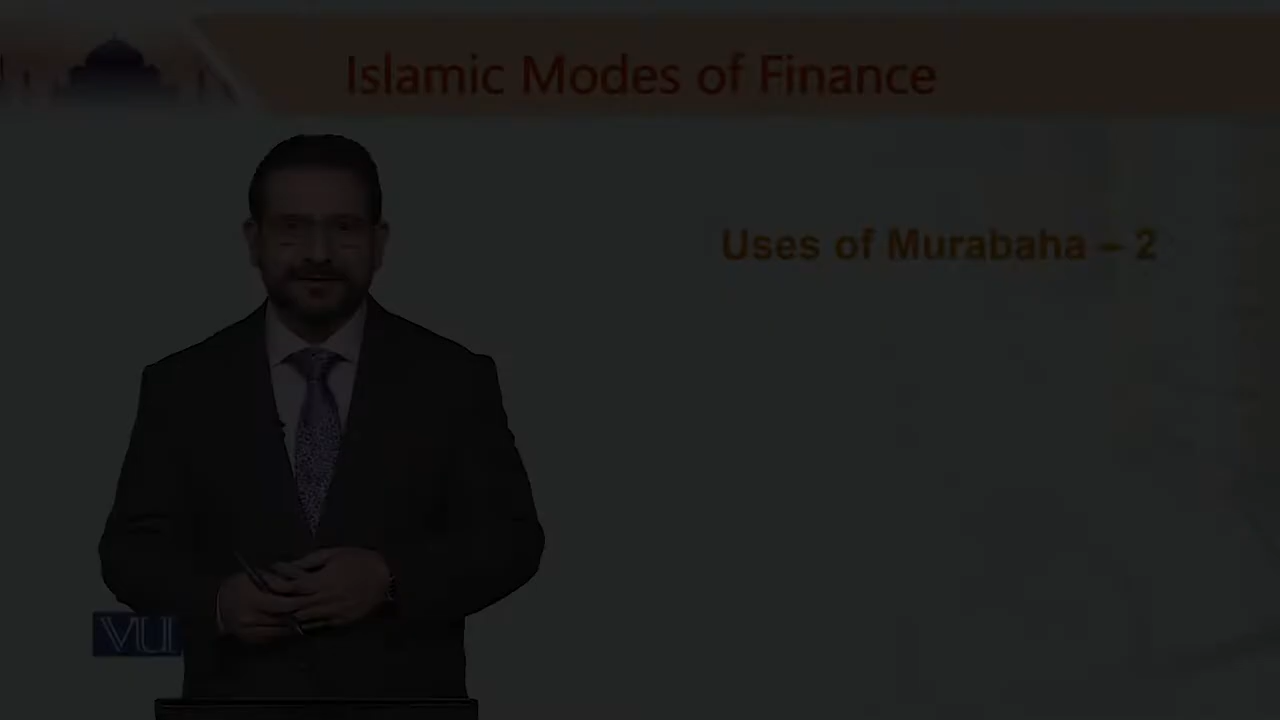 Islamic Modes of Finance
Uses of Murabaha – 2
VU